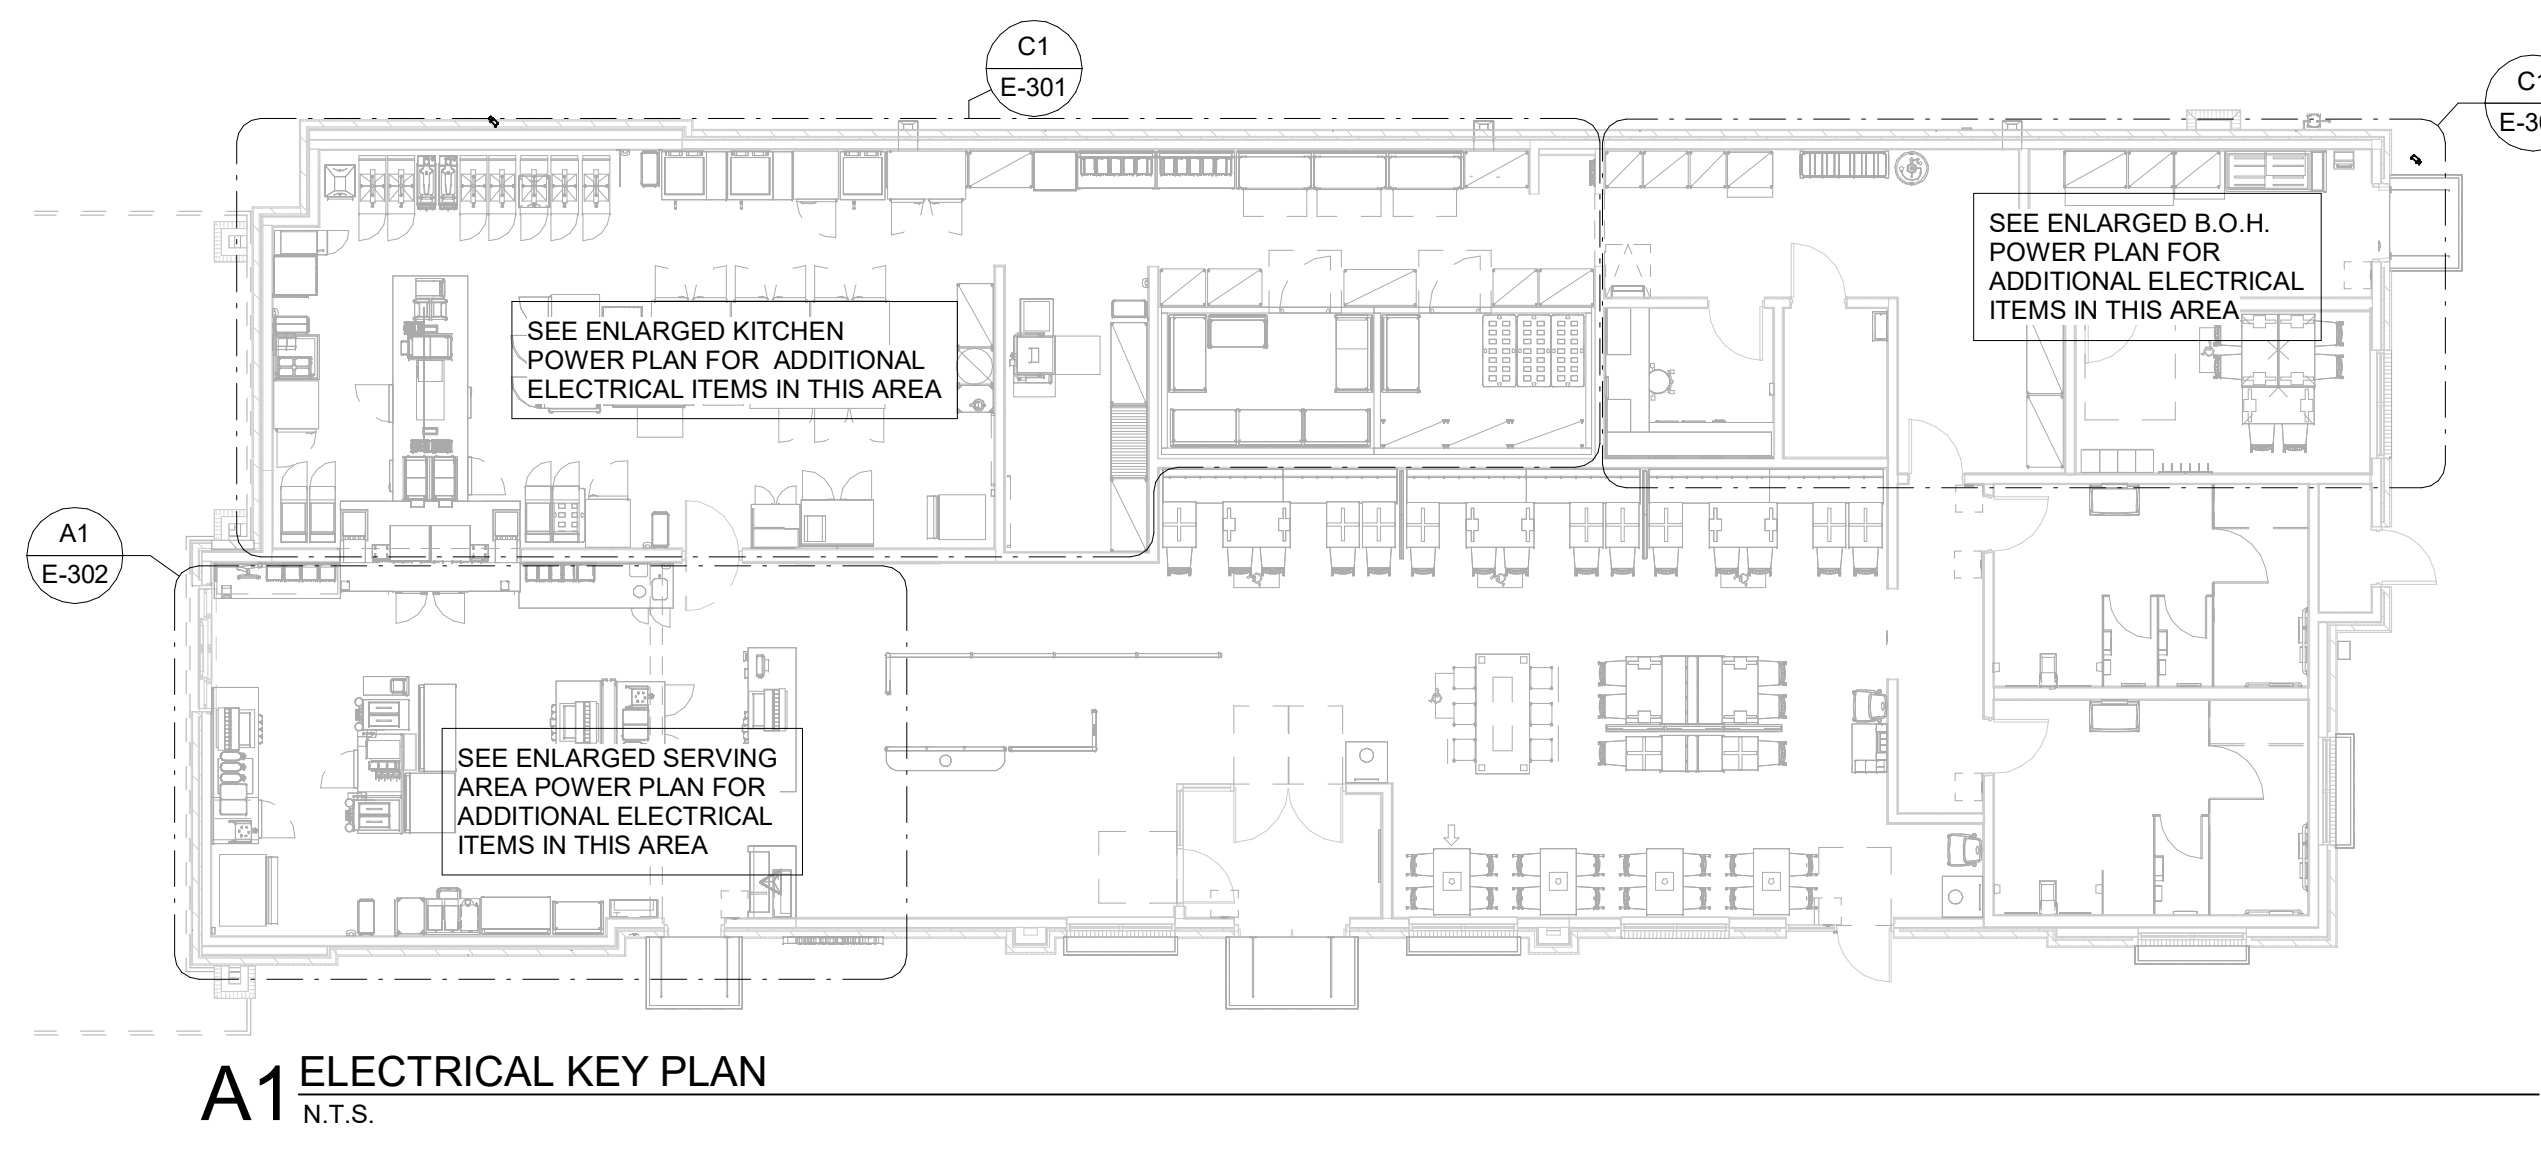 C1
E-301
C1
E-30
SEE ENLARGED B.O.H.
POWER PLAN FOR
ADDITIONAL ELECTRICAL
ITEMS IN THIS AREA
SEE ENLARGED KITCHEN
POWER PLAN FOR ADDITIONAL
ELECTRICAL ITEMS IN THIS AREA
A1
E-302
SEE ENLARGED SERVING
AREA POWER PLAN FOR
ADDITIONAL ELECTRICAL
ITEMS IN THIS AREA
A1 ELECTRICAL KEY PLAN
N.T.S.